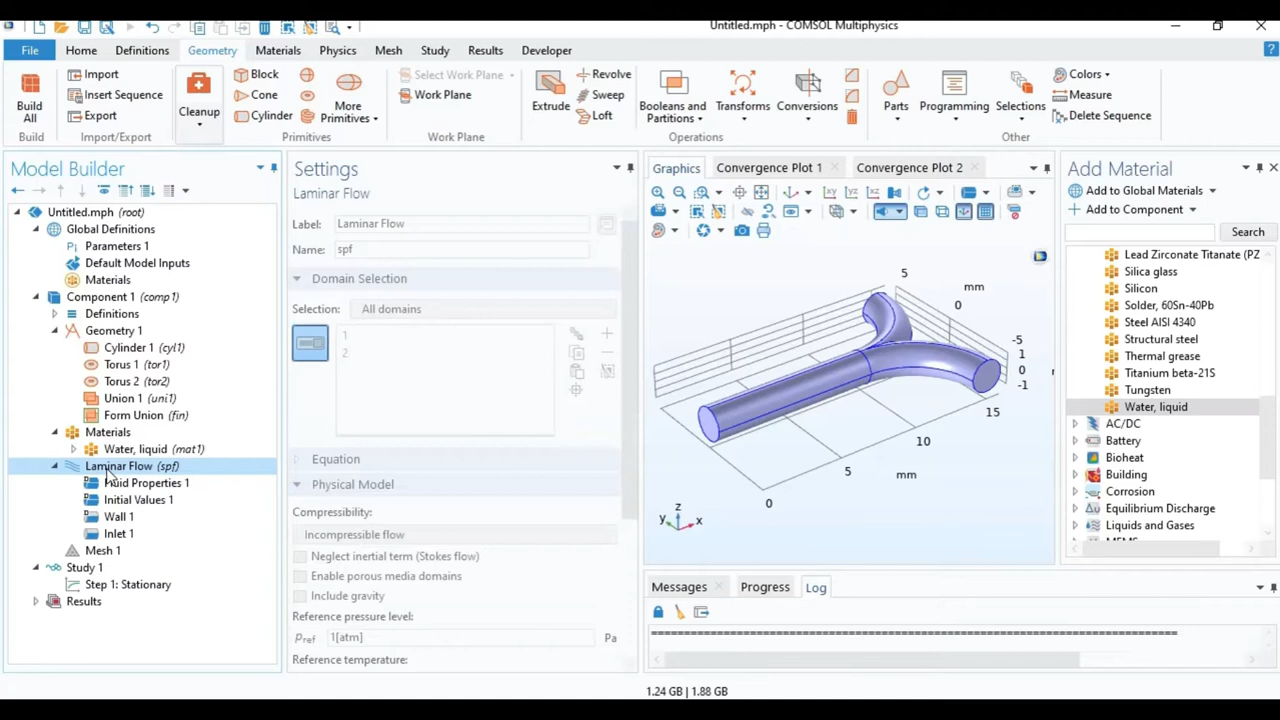 Untitled.mph - COMSOL Multiphysics
File Home Definitions Geometry Materials Physics Mesh Study Results Developer
Build All
Build
Import
Insert Sequence
Export
Import/Export
Cleanup
Block
Cone
Cylinder
More Primitives
Primitives
Select Work Plane
Work Plane
Work Plane
Extrude
Revolve
Sweep
Loft
Booleans and Partitions
Transforms
Conversions
Operations
Parts
Programming
Selections
Colors
Measure
Delete Sequence
Other
Model Builder
Untitled.mph (root)
Global Definitions
Parameters 1
Default Model Inputs
Materials
Component 1 (comp1)
Definitions
Geometry 1
Cylinder 1 (cyl1)
Torus 1 (tor1)
Torus 2 (tor2)
Union 1 (uni1)
Form Union (fin)
Materials
Water, liquid (mat1)
Laminar Flow (spf)
Fluid Properties 1
Initial Values 1
Wall 1
Inlet 1
Mesh 1
Study 1
Step 1: Stationary
Results
Settings
Laminar Flow
Label: Laminar Flow
Name: spf
Domain Selection
Selection: All domains
1
2
Equation
Physical Model
Compressibility:
Incompressible flow
Neglect inertial term (Stokes flow)
Enable porous media domains
Include gravity
Reference pressure level:
pref 1[atm] Pa
Reference temperature:
Graphics Convergence Plot 1 Convergence Plot 2
xy yz xz
5
mm
0
-5
1
0
-1
15
10
mm
5
0
z
y x
Messages Progress Log
================================================================================
1.24 GB | 1.88 GB
Add Material
Add to Global Materials
Add to Component
Search
Lead Zirconate Titanate (PZ
Silica glass
Silicon
Solder, 60Sn-40Pb
Steel AISI 4340
Structural steel
Thermal grease
Titanium beta-21S
Tungsten
Water, liquid
AC/DC
Battery
Bioheat
Building
Corrosion
Equilibrium Discharge
Liquids and Gases
MEMS